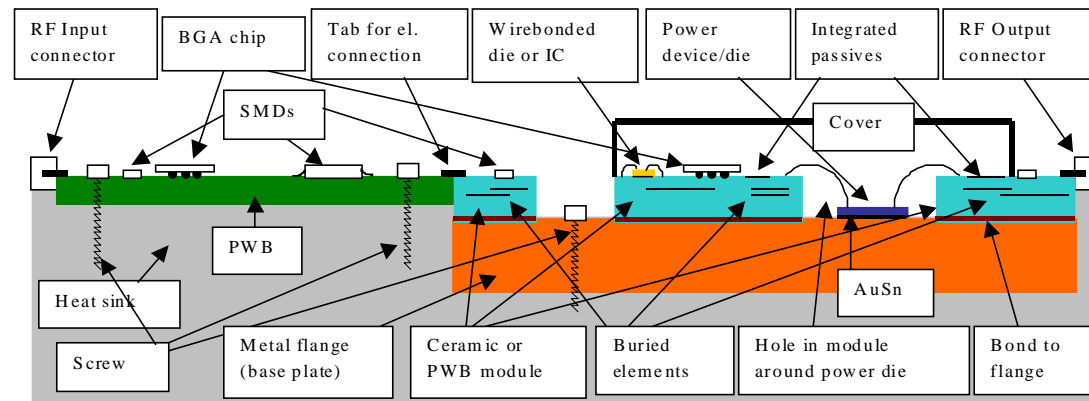 RF Input
connector
BGA chip
Tab for el.
connection
Wirebonded
die or IC
Power
device/die
Integrated
passives
RF Output
connector
SMDs
Cover
PWB
Heat sink
AuSn
Screw
Metal flange
(base plate)
Ceramic or
PWB module
Buried
elements
Hole in module
around power die
Bond to
flange